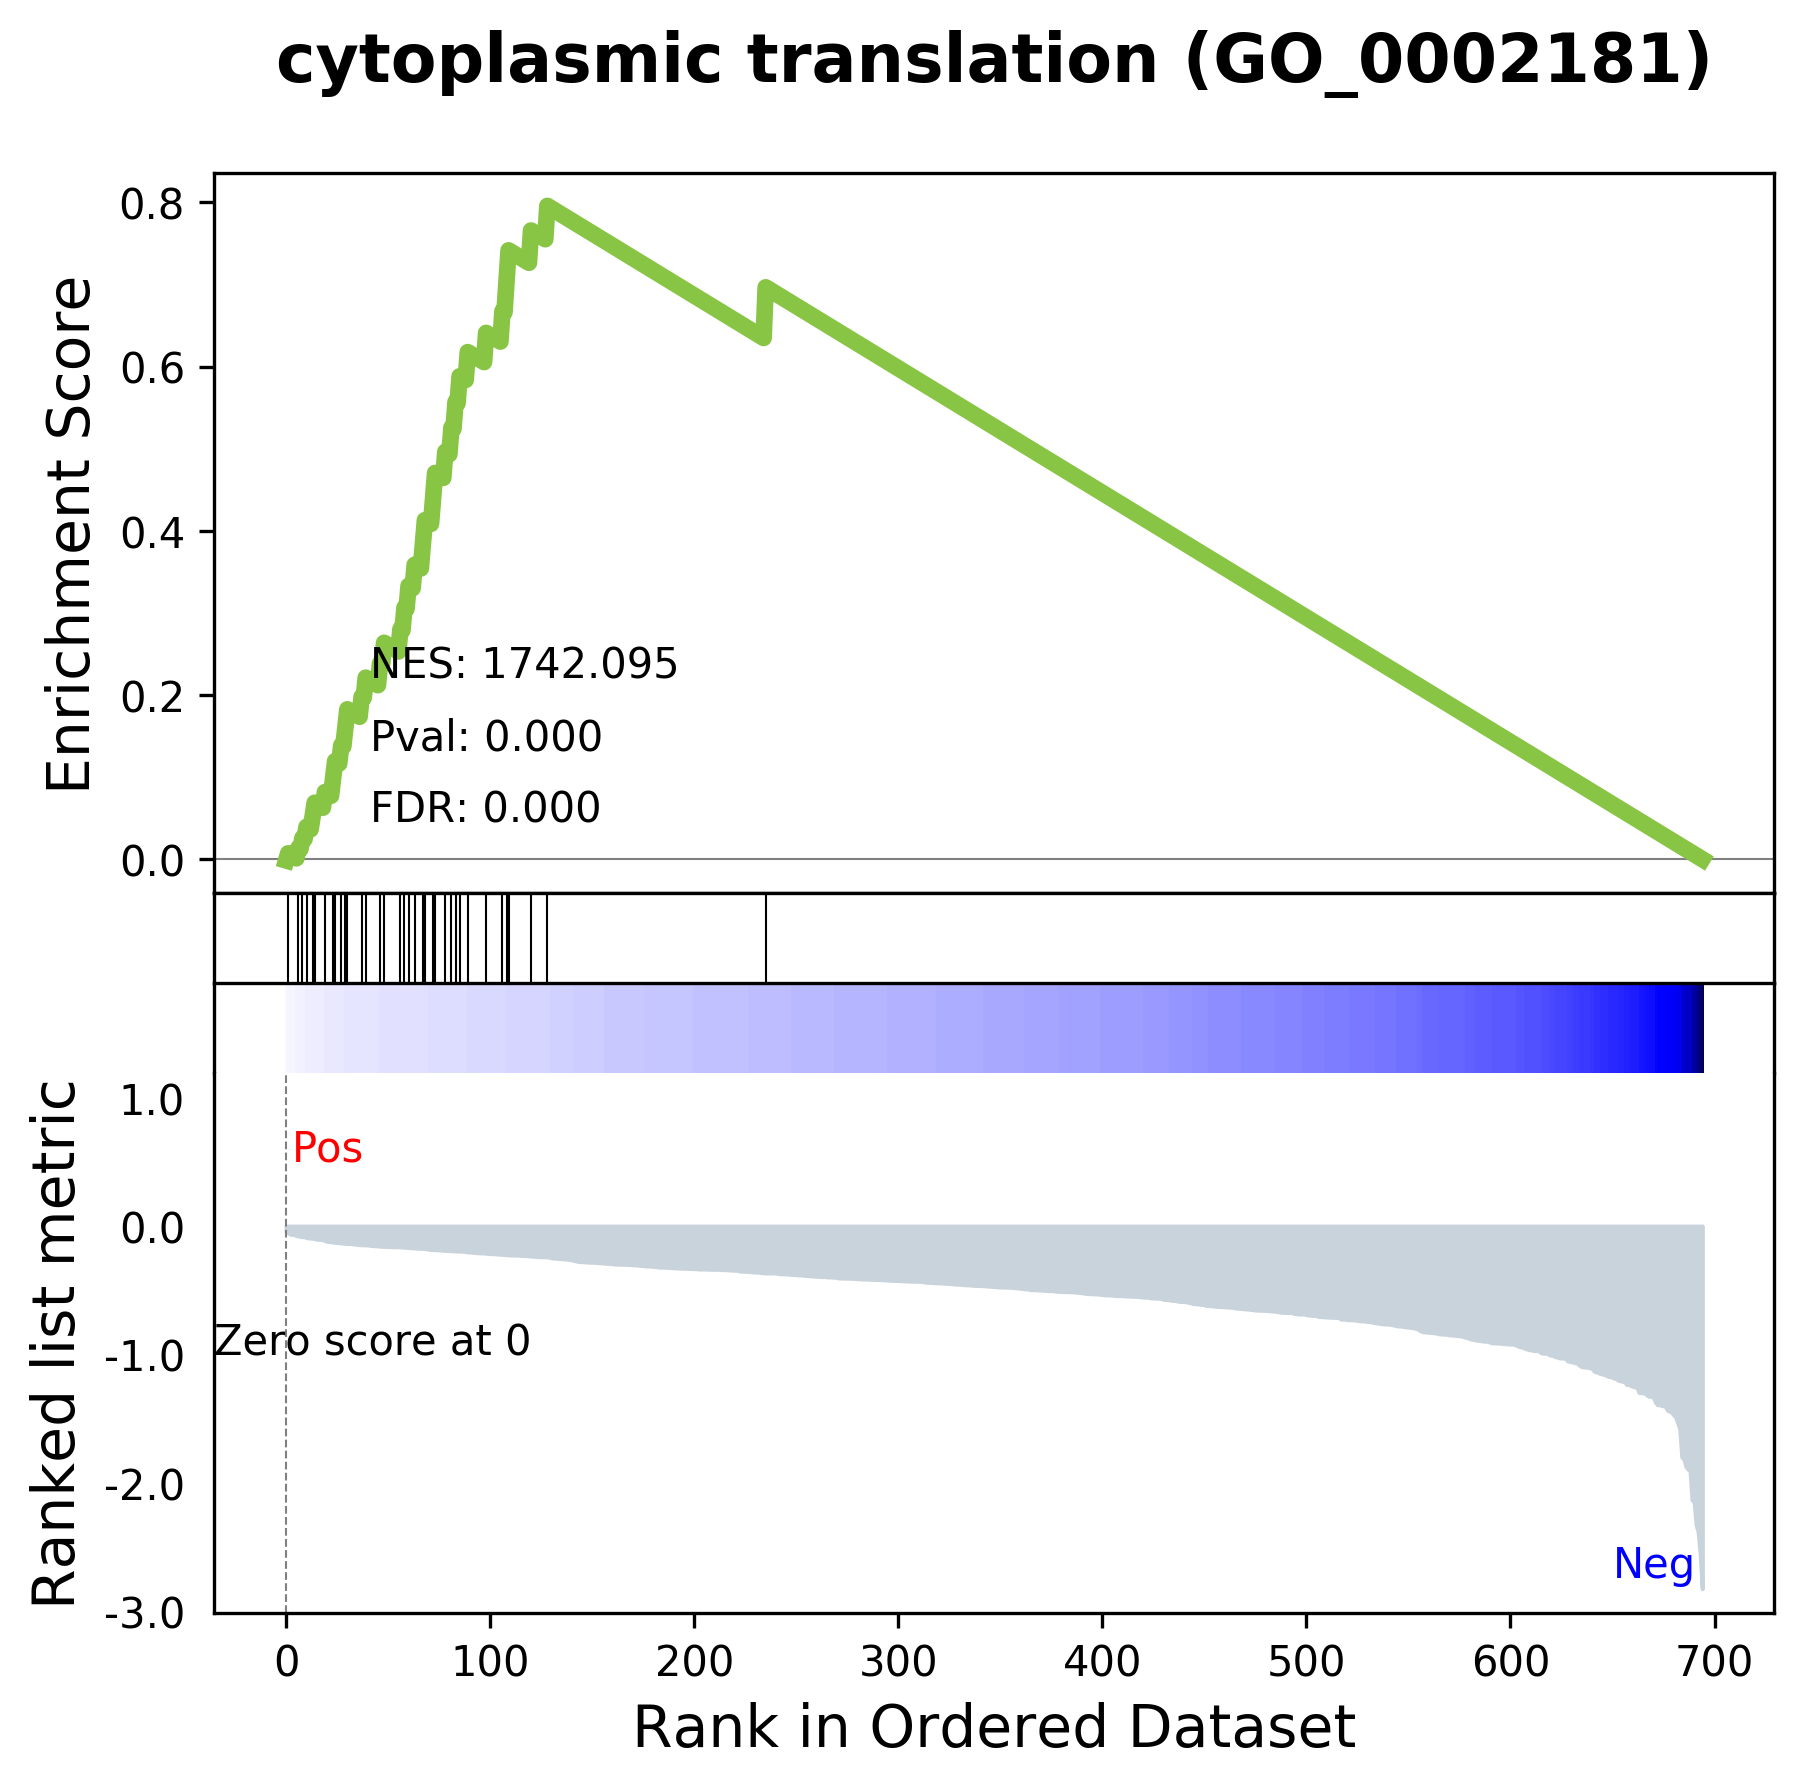 cytoplasmic translation (GO_0002181)
Enrichment Score
0.8
0.6
0.4
0.2
0.0
NES: 1742.095
Pval: 0.000
FDR: 0.000
Ranked list metric
1.0
0.0
-1.0
-2.0
-3.0
Pos
Zero score at 0
Neg
0 100 200 300 400 500 600 700
Rank in Ordered Dataset